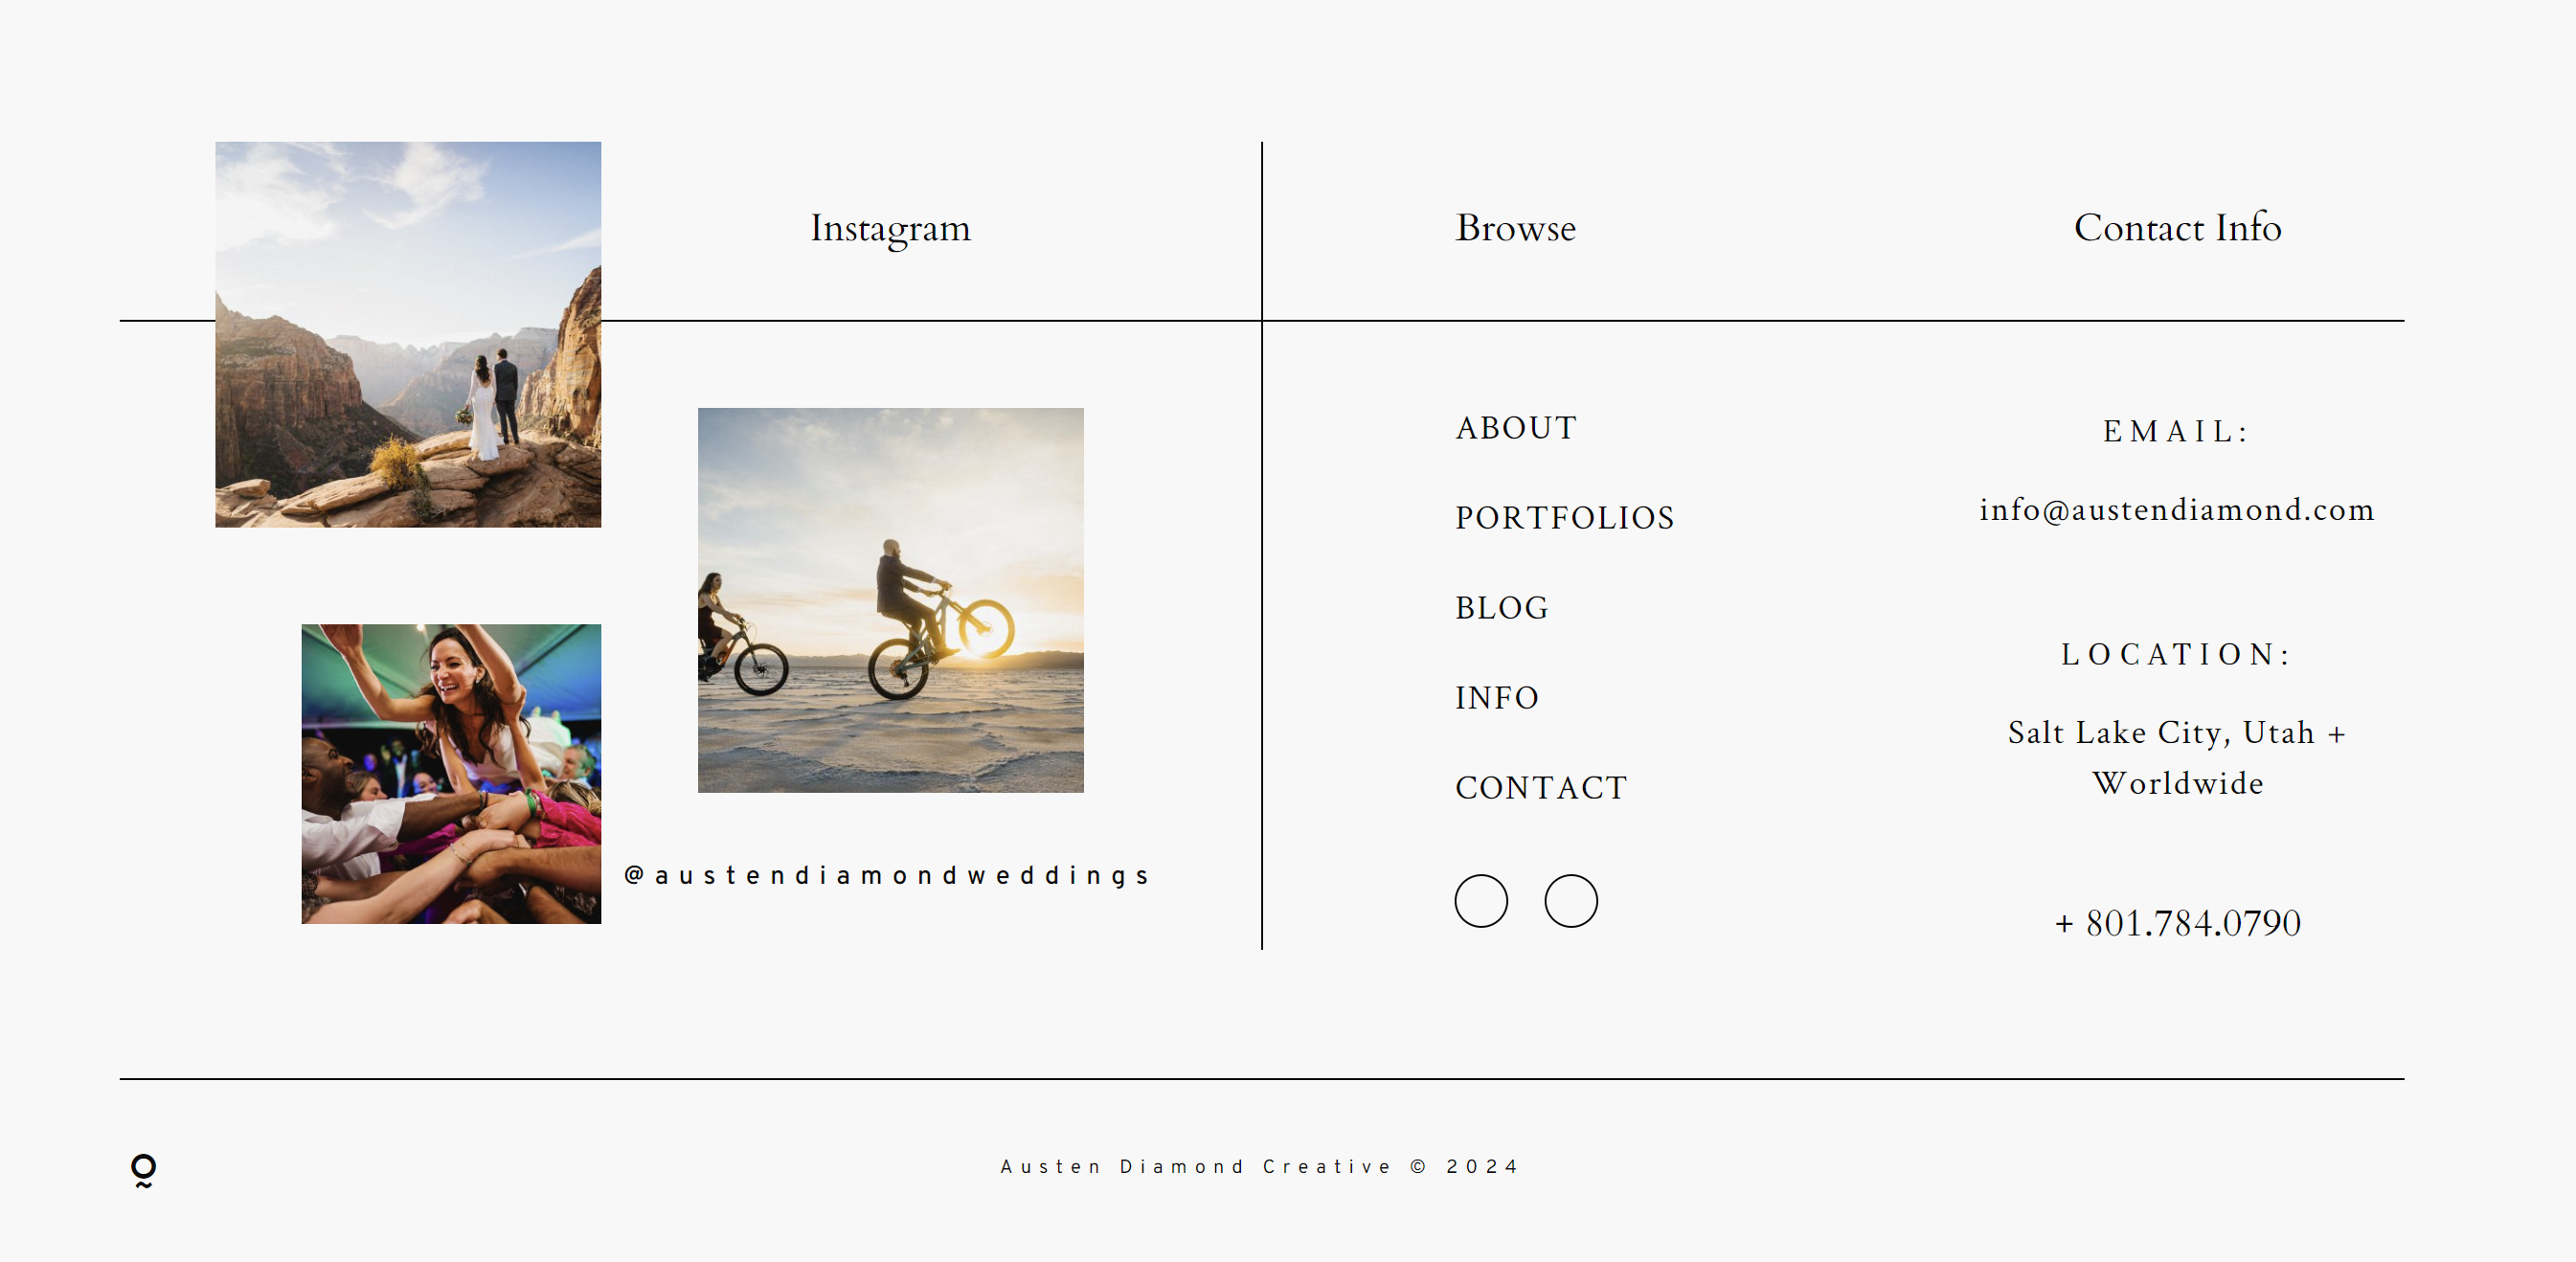 Instagram
@austendiamondweddings
Browse
ABOUT
PORTFOLIOS
BLOG
INFO
CONTACT
Contact Info
EMAIL:
info@austendiamond.com
LOCATION:
Salt Lake City, Utah +
Worldwide
+ 801.784.0790
Austen Diamond Creative © 2024